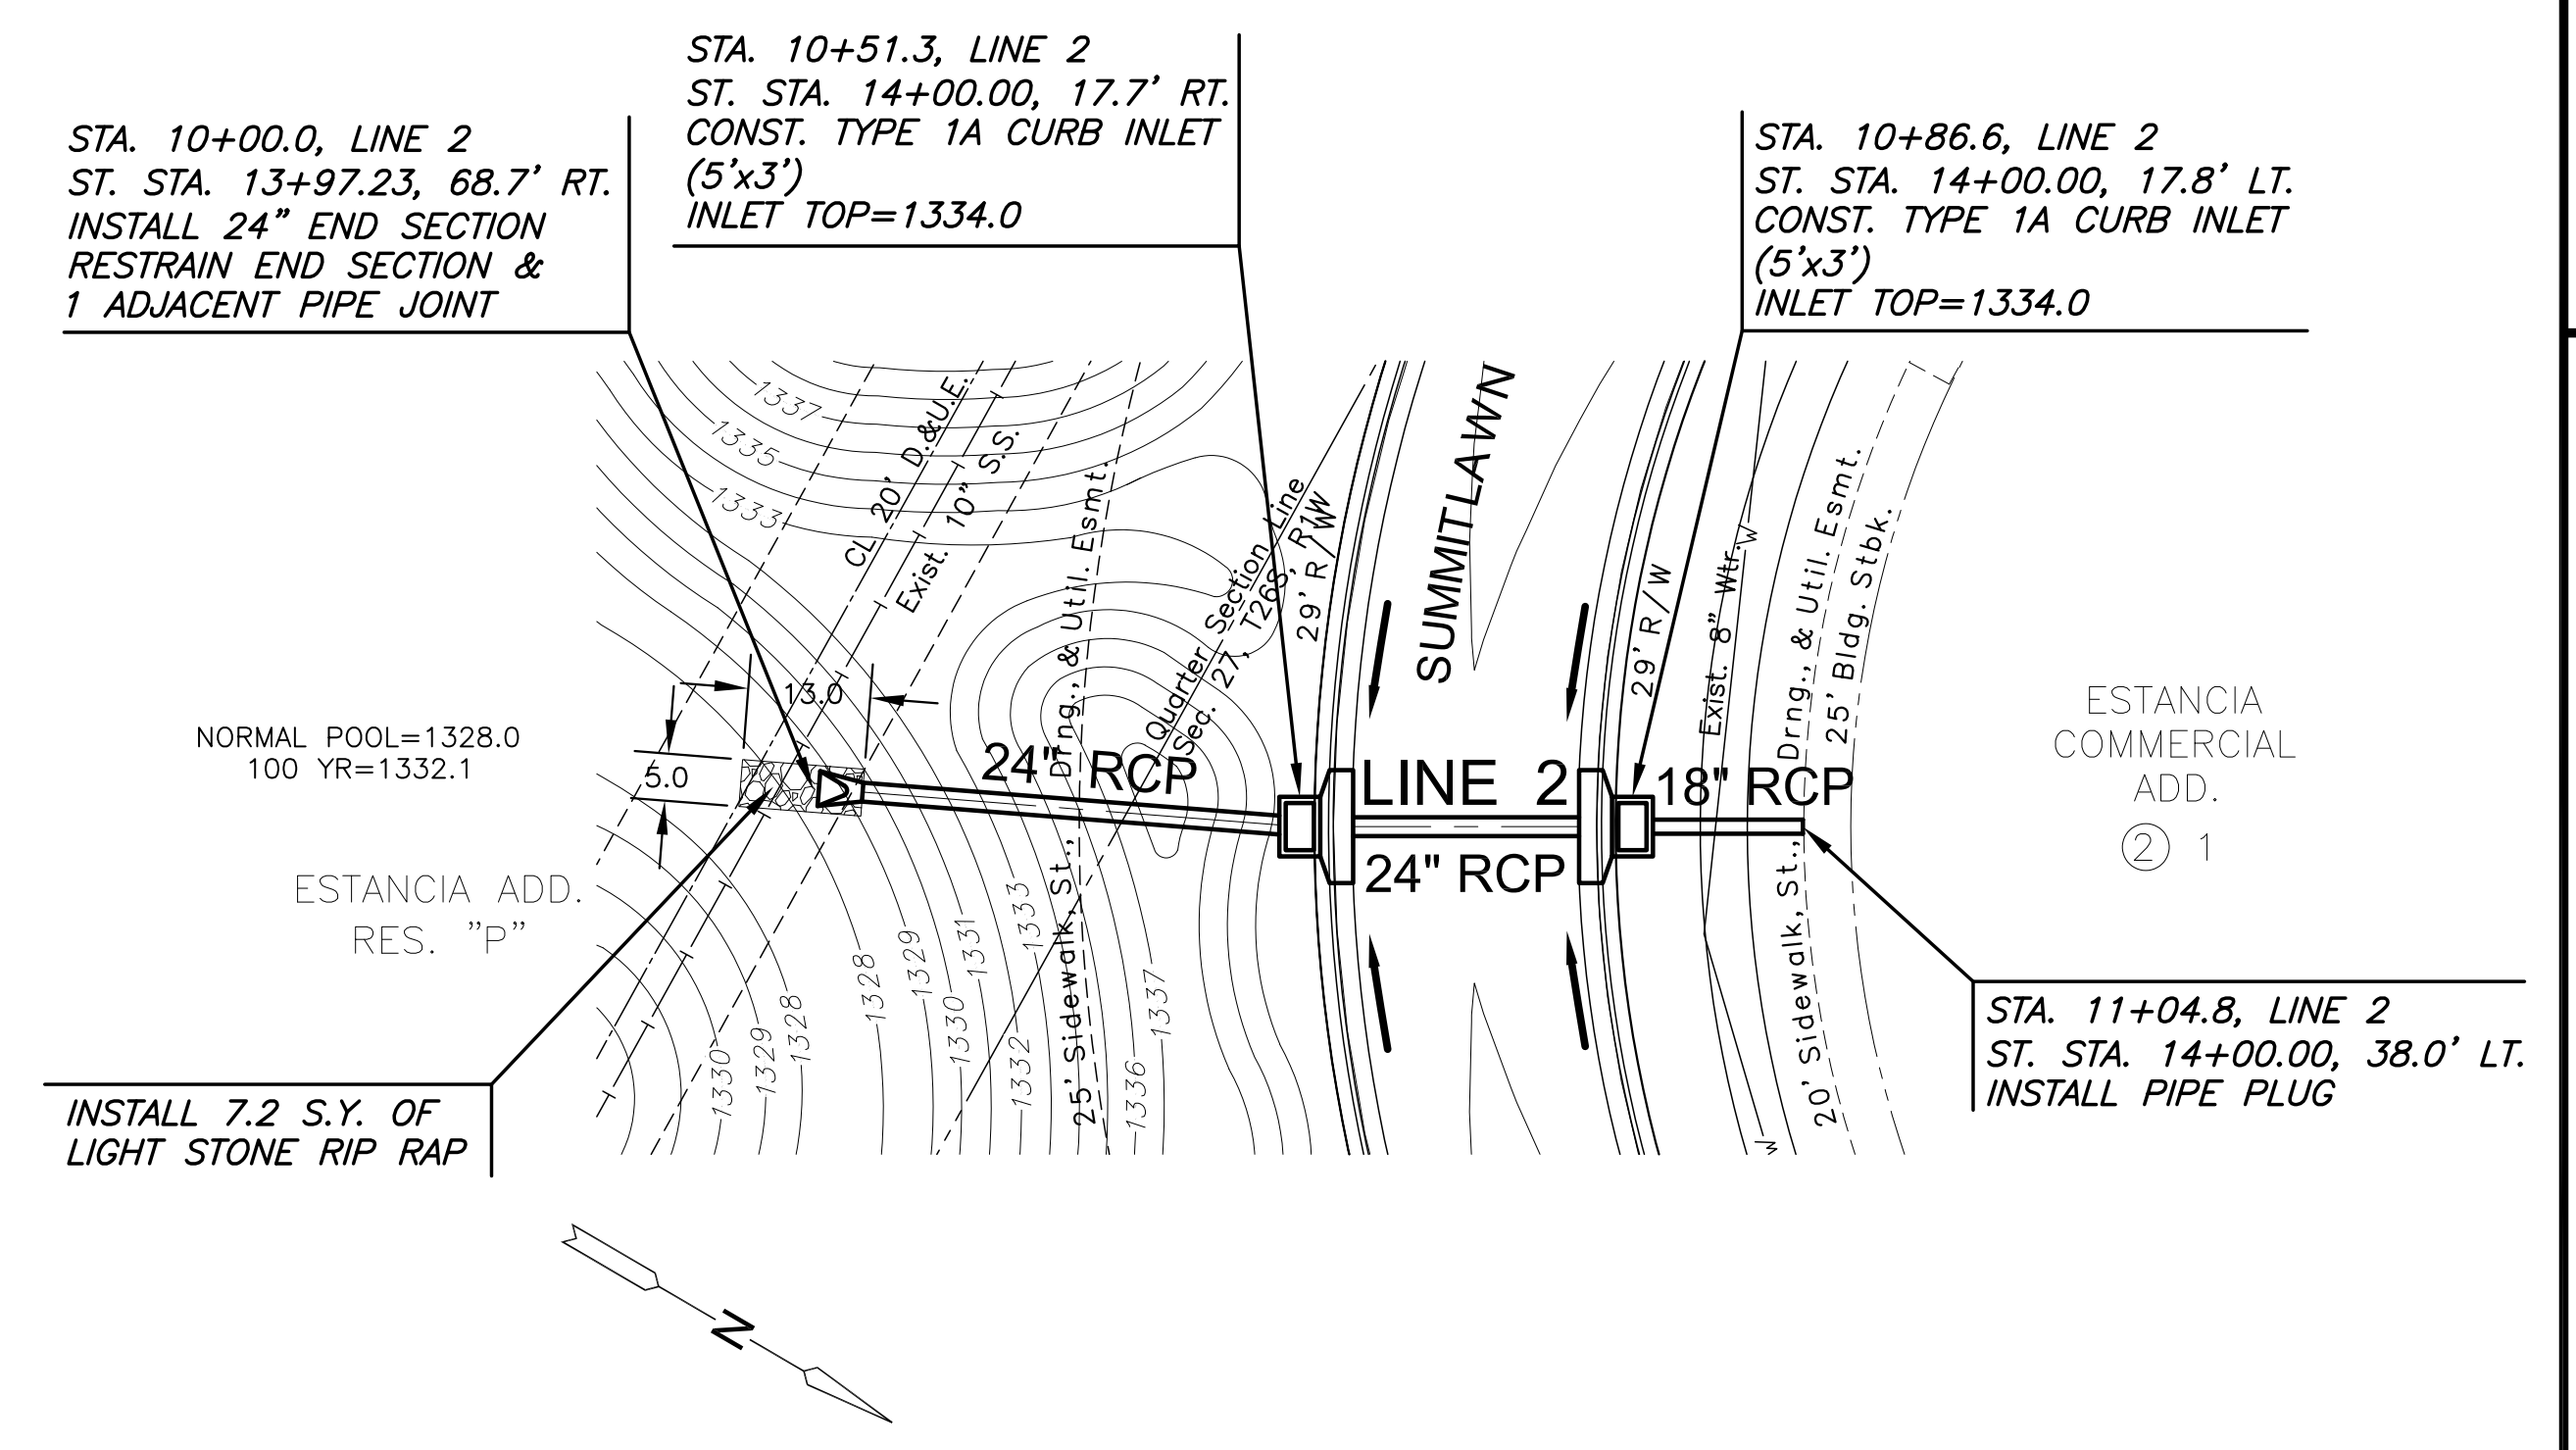 STA. 10+51.3, LINE 2
ST. STA. 14+00.00, 17.7' RT.
CONST. TYPE 1A CURB INLET
(5'x3')
INLET TOP=1334.0
STA. 10+00.0, LINE 2
ST. STA. 13+97.23, 68.7' RT.
INSTALL 24" END SECTION
RESTRAIN END SECTION &
1 ADJACENT PIPE JOINT
STA. 10+86.6, LINE 2
ST. STA. 14+00.00, 17.8' LT.
CONST. TYPE 1A CURB INLET
(5'x3')
INLET TOP=1334.0
1337
1335
1333
CL 20' D.&U.E.
Exist. 10" S.S.
25' Sidewalk, St., Drng., & Util. Esmt.
Quarter Section Line
Sec. 27, T26S, R1W
29' R/W
SUMMITLAWN
29' R/W
Exist. 8" Wtr.
W
W
20' Sidewalk, St., Drng., & Util. Esmt.
25' Bldg. Stbk.
NORMAL POOL=1328.0
100 YR=1332.1
13.0
5.0
24" RCP
LINE 2
24" RCP
18" RCP
ESTANCIA
COMMERCIAL
ADD.
2 1
ESTANCIA ADD.
RES. "P"
1330
1329
1328
1328
1329
1330
1331
1332
1333
1336
1337
STA. 11+04.8, LINE 2
ST. STA. 14+00.00, 38.0' LT.
INSTALL PIPE PLUG
INSTALL 7.2 S.Y. OF
LIGHT STONE RIP RAP
N